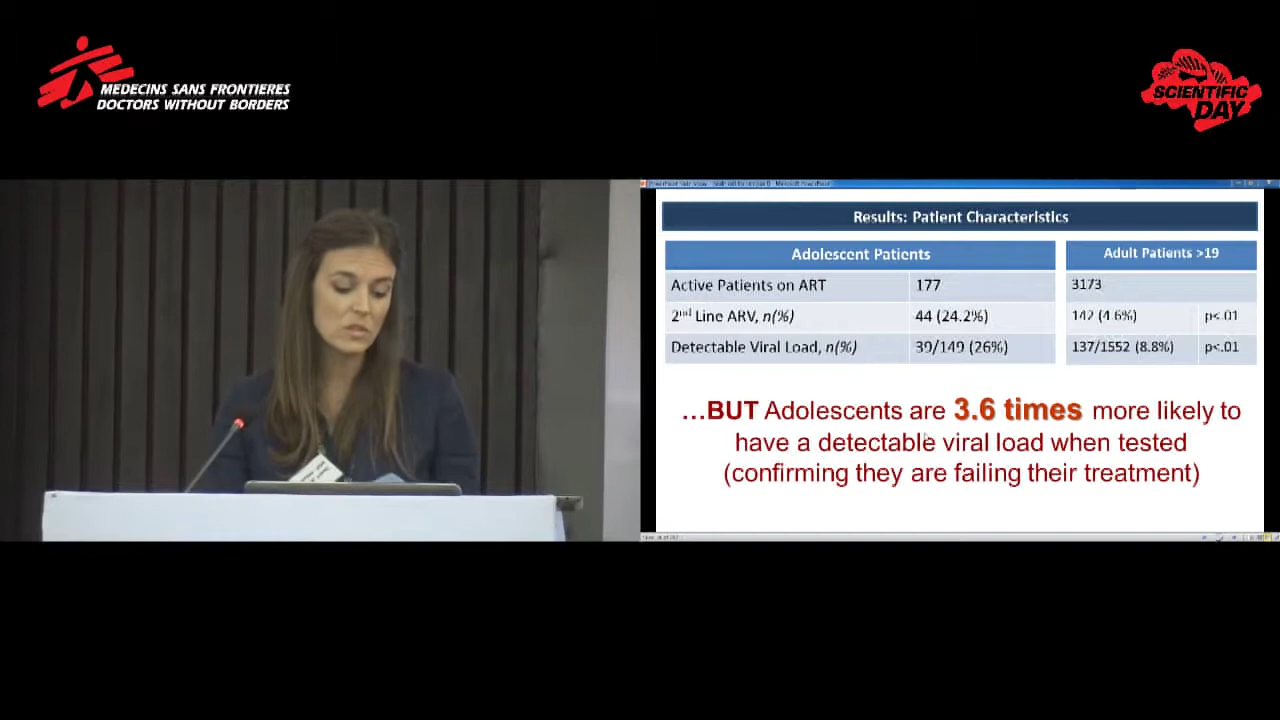 MEDECINS SANS FRONTIERES
DOCTORS WITHOUT BORDERS
SCIENTIFIC
DAY
Results: Patient Characteristics
Adolescent Patients
Adult Patients >19
Active Patients on ART 177 3173
2nd Line ARV, n(%) 44 (24.2%) 142 (4.6%) p<.01
Detectable Viral Load, n(%) 39/149 (26%) 137/1552 (8.8%) p<.01
...BUT Adolescents are 3.6 times more likely to
have a detectable viral load when tested
(confirming they are failing their treatment)